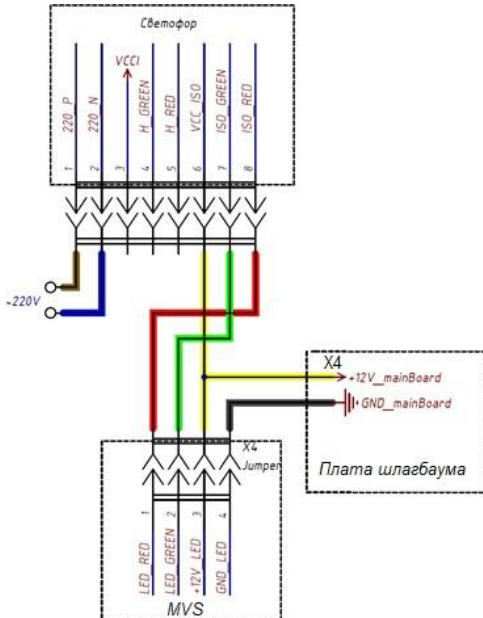 Светофор
220_P
220_N
VCCI
H_GREEN
H_RED
VCC_ISO
ISO_GREEN
ISO_RED
1
2
3
4
5
6
7
8
~220V
X4
+12V_mainBoard
GND_mainBoard
Плата шлагбаума
X4
Jumper
1
2
3
4
LED_RED
LED_GREEN
+12V_LED
GND_LED
MVS